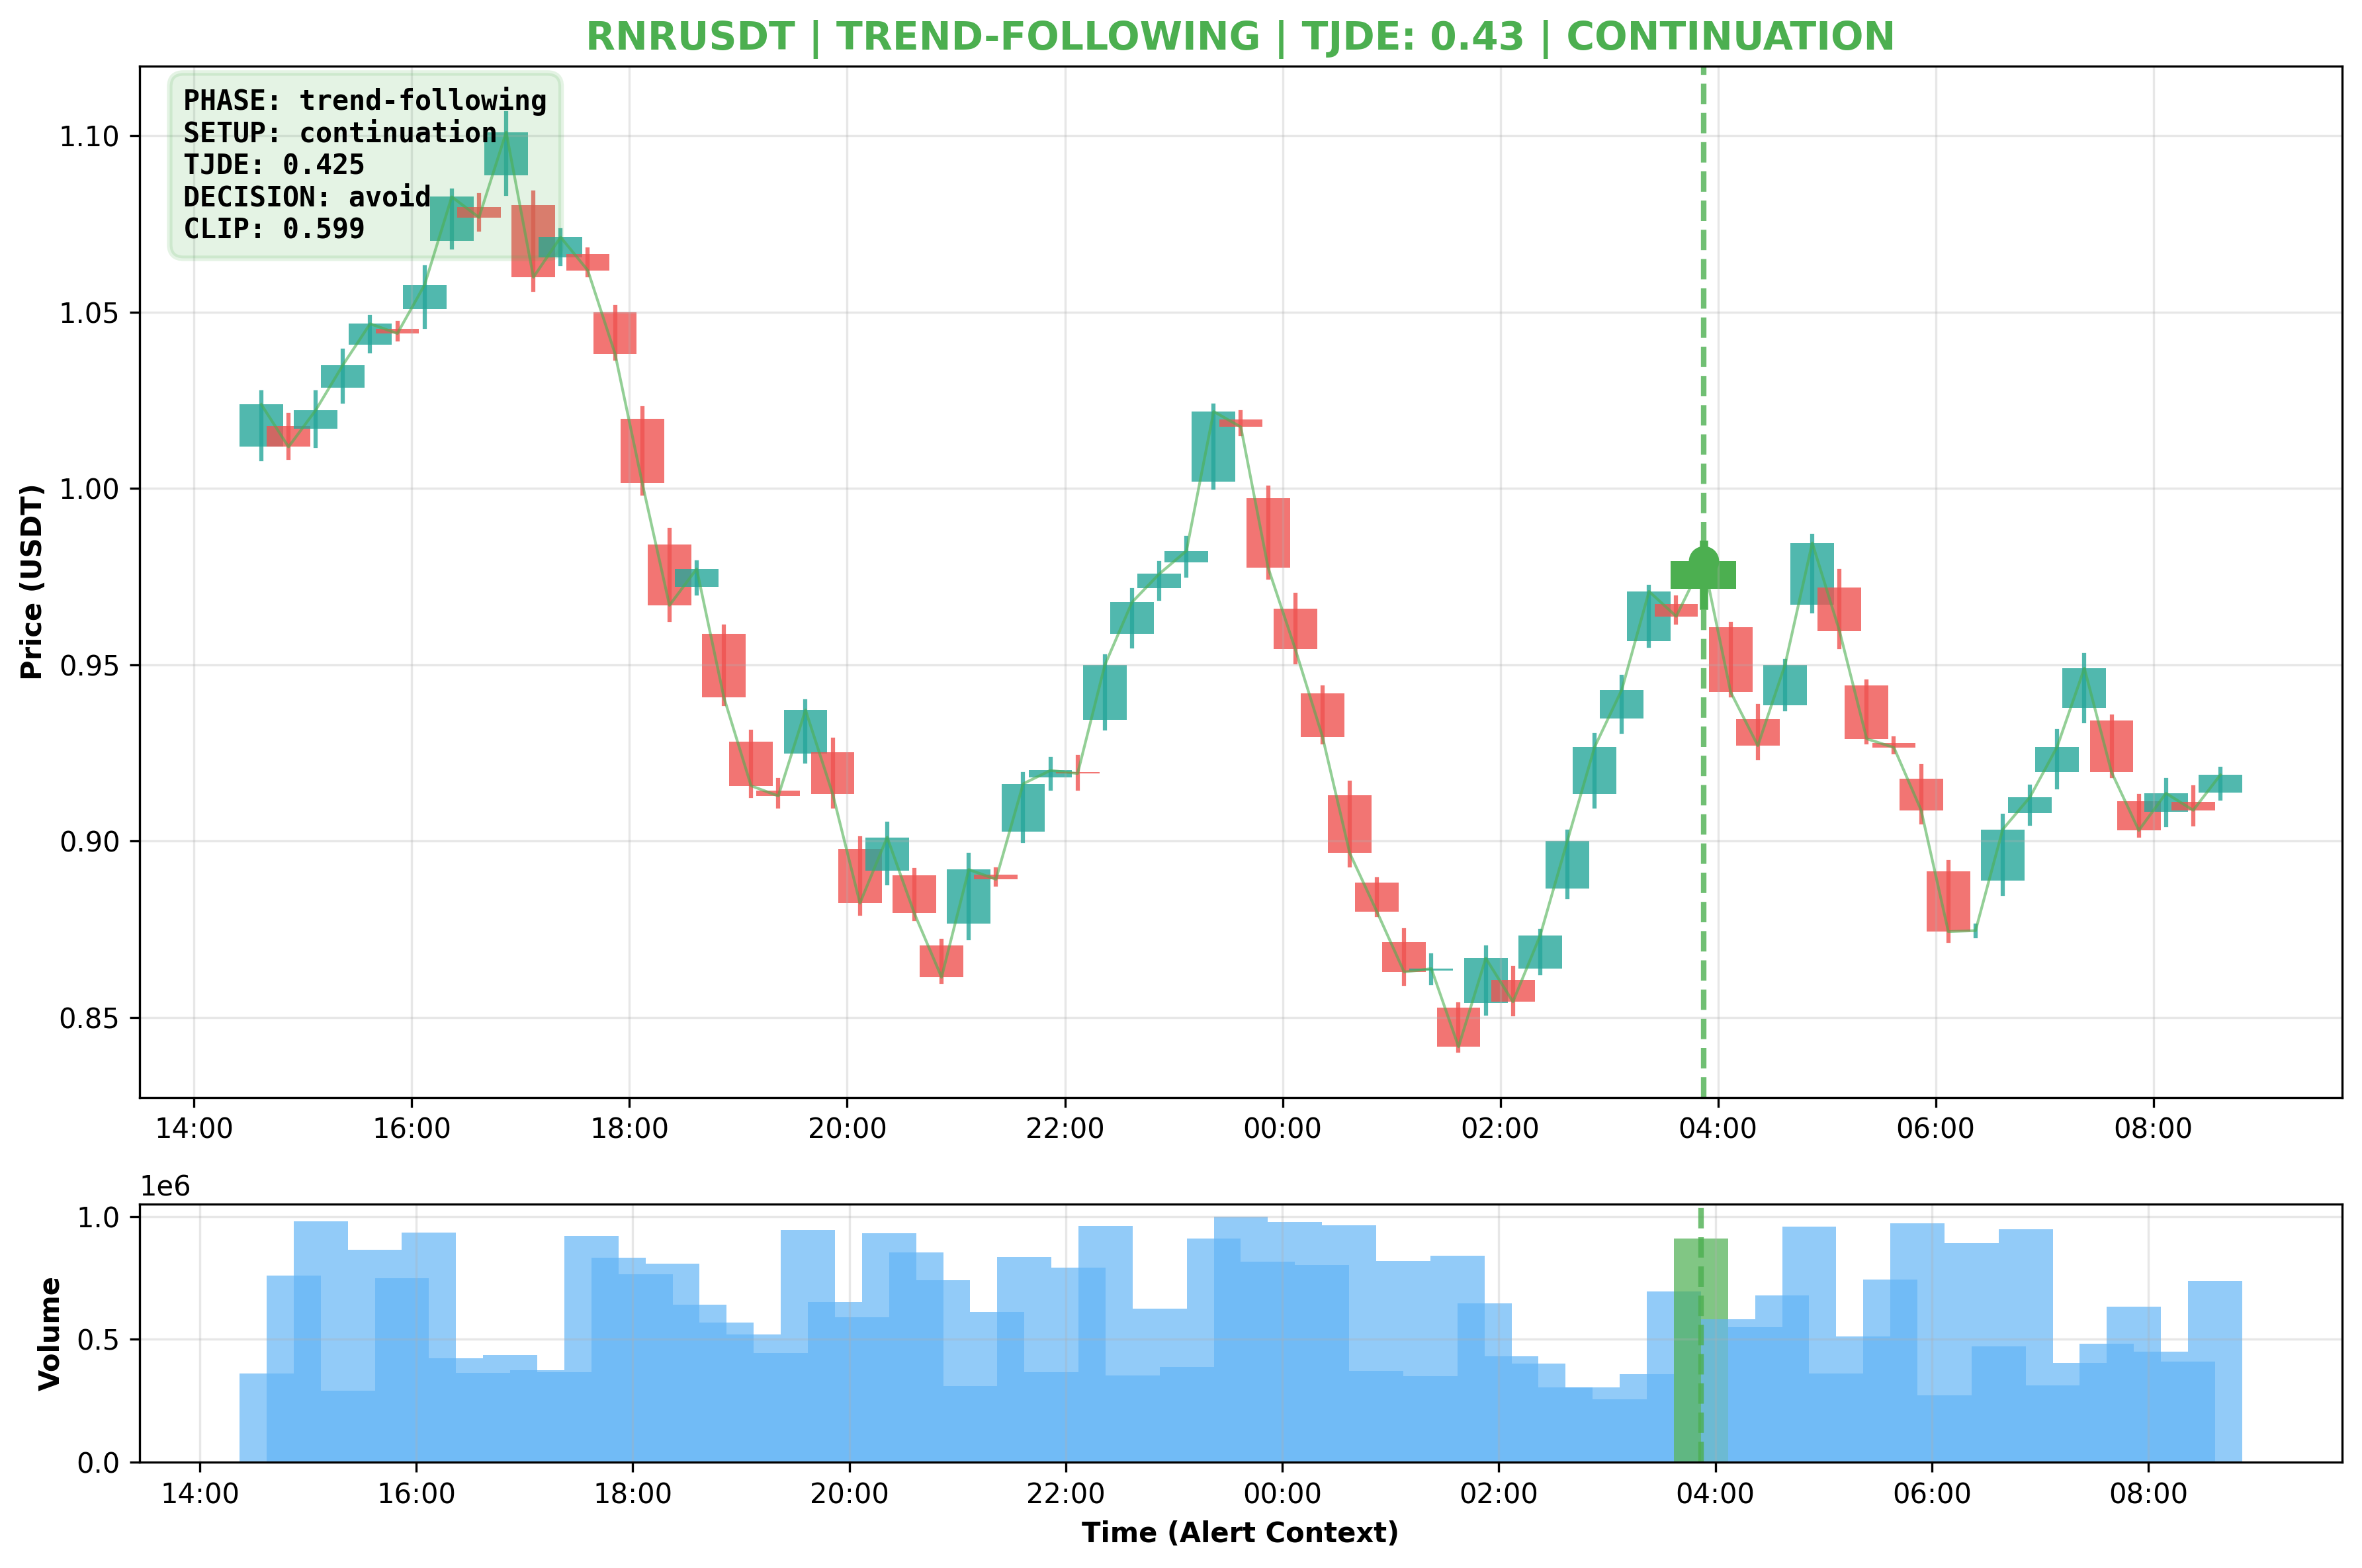 RNRUSDT | TREND-FOLLOWING | TJDE: 0.43 | CONTINUATION
PHASE: trend-following
SETUP: continuation
TJDE: 0.425
DECISION: avoid
CLIP: 0.599
Price (USDT)
1.10
1.05
1.00
0.95
0.90
0.85
14:00 16:00 18:00 20:00 22:00 00:00 02:00 04:00 06:00 08:00
1e6
Volume
1.0
0.5
0.0
14:00 16:00 18:00 20:00 22:00 00:00 02:00 04:00 06:00 08:00
Time (Alert Context)